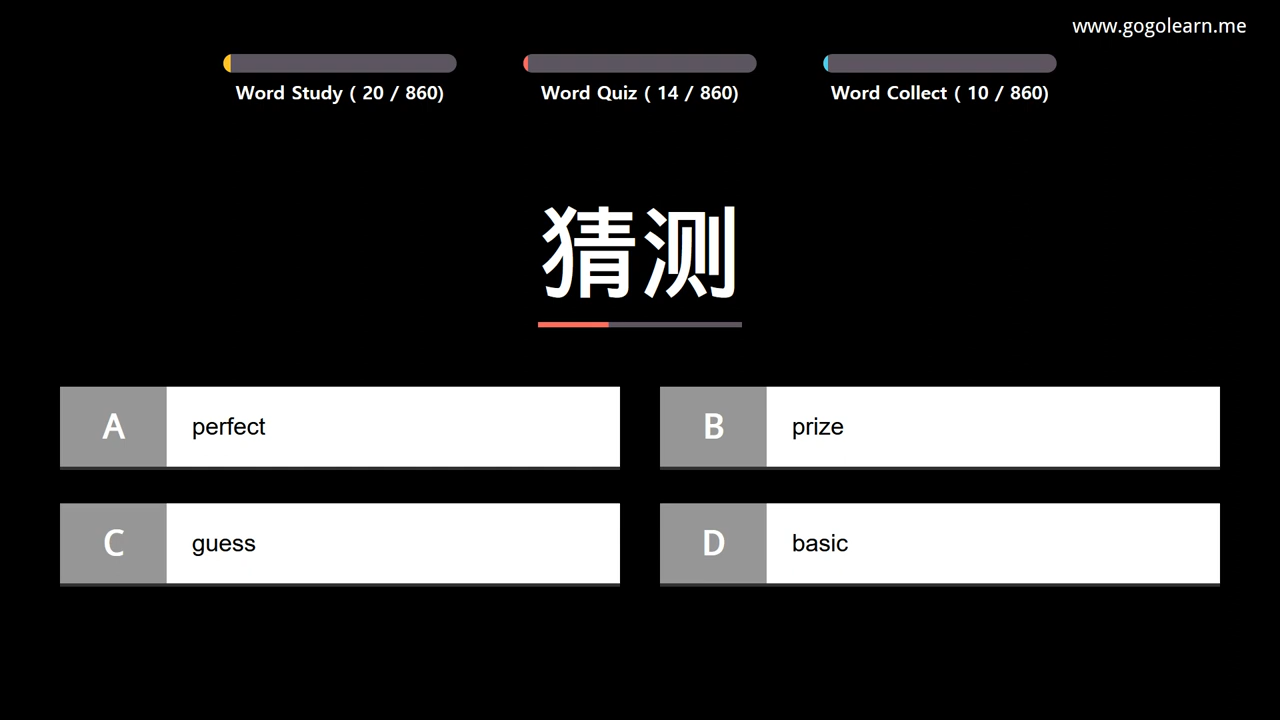 www.gogolearn.me
Word Study ( 20 / 860)
Word Quiz ( 14 / 860)
Word Collect ( 10 / 860)
猜测
A perfect
B prize
C guess
D basic